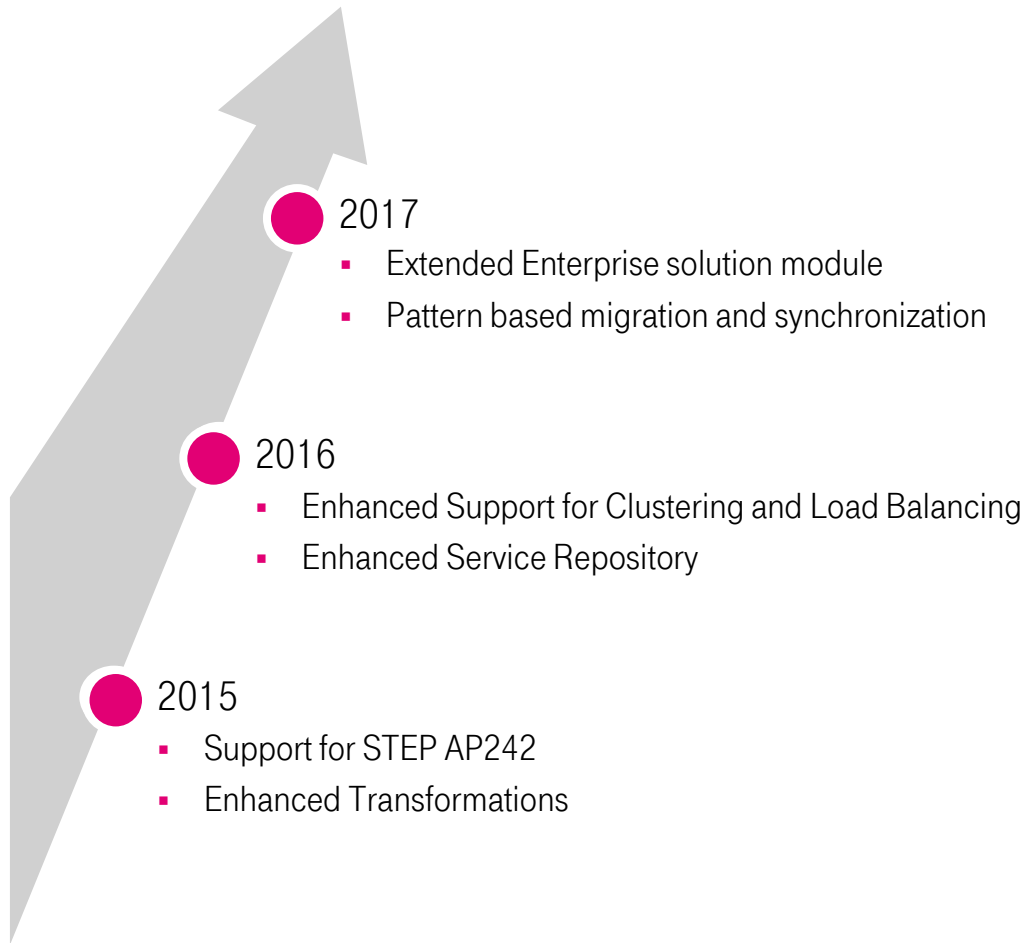 2017
▪ Extended Enterprise solution module
▪ Pattern based migration and synchronization
2016
▪ Enhanced Support for Clustering and Load Balancing
▪ Enhanced Service Repository
2015
▪ Support for STEP AP242
▪ Enhanced Transformations